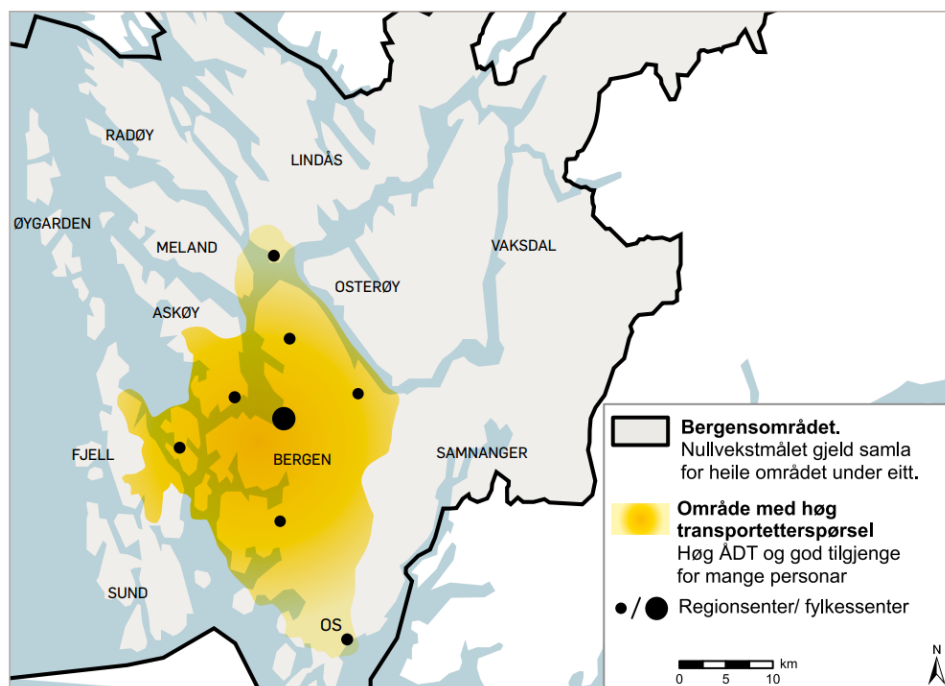 RADØY
LINDÅS
ØYGARDEN
MELAND
VAKSDAL
OSTERØY
ASKØY
FJELL
BERGEN
SAMNANGER
SUND
OS
Bergensområdet.
Nullvekstmålet gjeld samla
for heile området under eitt.
Område med høg
transportetterspørsel
Høg ÅDT og god tilgjenge
for mange personar
/ Regionsenter/ fylkessenter
N
km
0 5 10